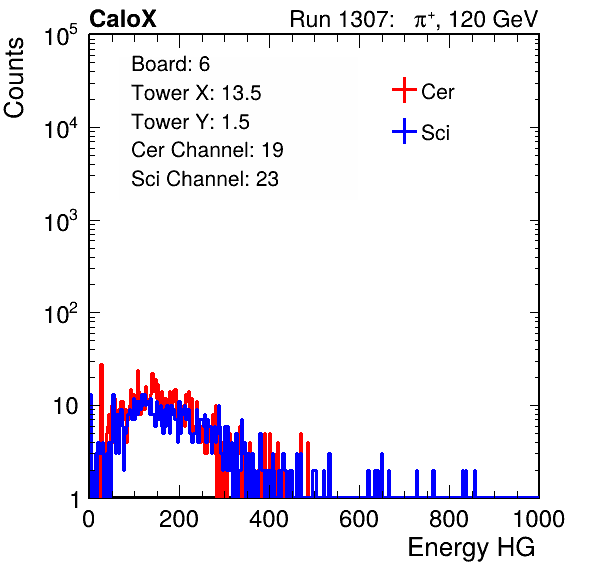 CaloX Run 1307: π⁺, 120 GeV
Counts
10⁵
10⁴
10³
10²
10
1
Board: 6
Tower X: 13.5
Tower Y: 1.5
Cer Channel: 19
Sci Channel: 23
Cer
Sci
0 200 400 600 800 1000
Energy HG